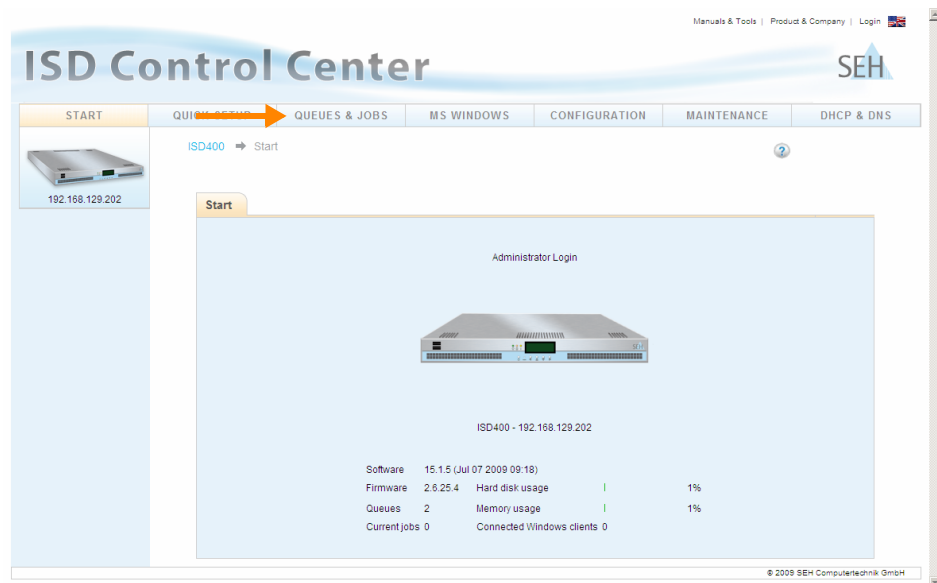 Manuals & Tools | Product & Company | Login
ISD Control Center
SEH
START QUICK SETUP QUEUES & JOBS MS WINDOWS CONFIGURATION MAINTENANCE DHCP & DNS
ISD400 ➡ Start
?
192.168.129.202
Start
Administrator Login
ISD400 - 192.168.129.202
Software 15.1.5 (Jul 07 2009 09:18)
Firmware 2.6.25.4 Hard disk usage 1%
Queues 2 Memory usage 1%
Current jobs 0 Connected Windows clients 0
© 2009 SEH Computertechnik GmbH